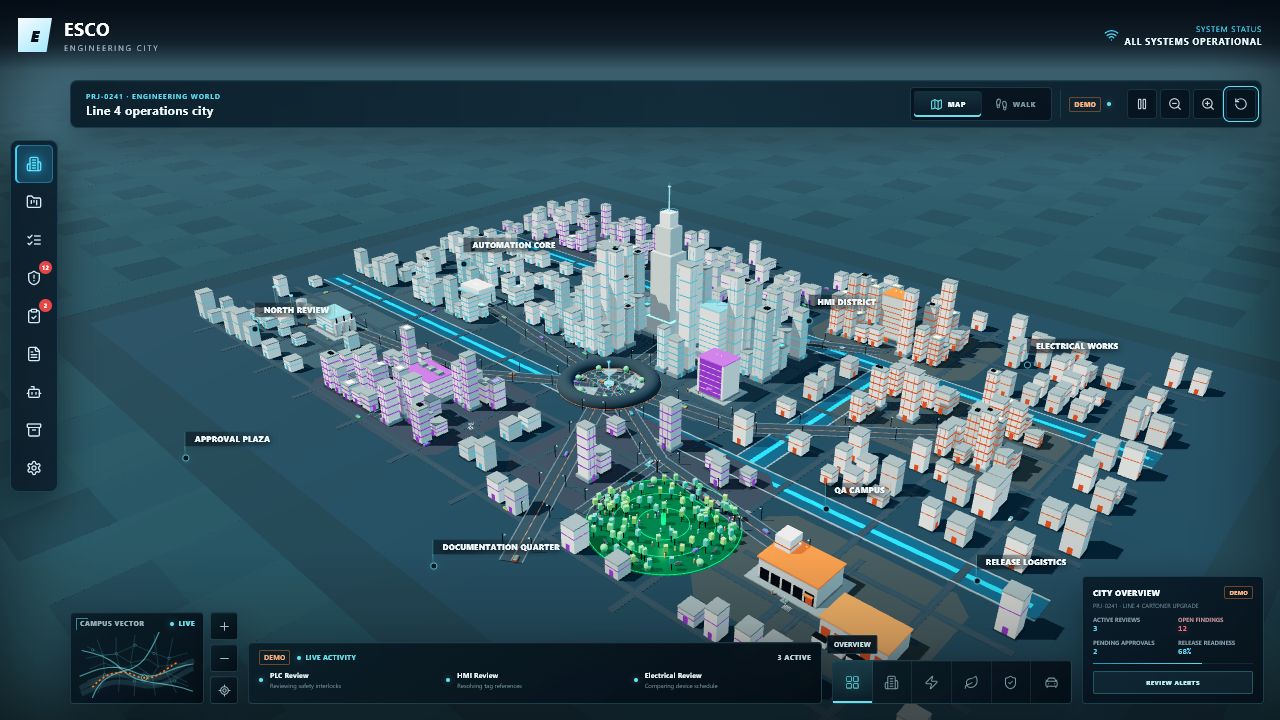 E
ESCO
ENGINEERING CITY
SYSTEM STATUS
ALL SYSTEMS OPERATIONAL
PRJ-0241 · ENGINEERING WORLD
Line 4 operations city
MAP
WALK
DEMO
12
2
AUTOMATION CORE
NORTH REVIEW
HMI DISTRICT
ELECTRICAL WORKS
APPROVAL PLAZA
QA CAMPUS
DOCUMENTATION QUARTER
RELEASE LOGISTICS
CAMPUS VECTOR
LIVE
DEMO
LIVE ACTIVITY
3 ACTIVE
PLC Review
Reviewing safety interlocks
HMI Review
Resolving tag references
Electrical Review
Comparing device schedule
OVERVIEW
CITY OVERVIEW
DEMO
PRJ-0241 · LINE 4 CARTONER UPGRADE
ACTIVE REVIEWS
3
OPEN FINDINGS
12
PENDING APPROVALS
2
RELEASE READINESS
68%
REVIEW ALERTS